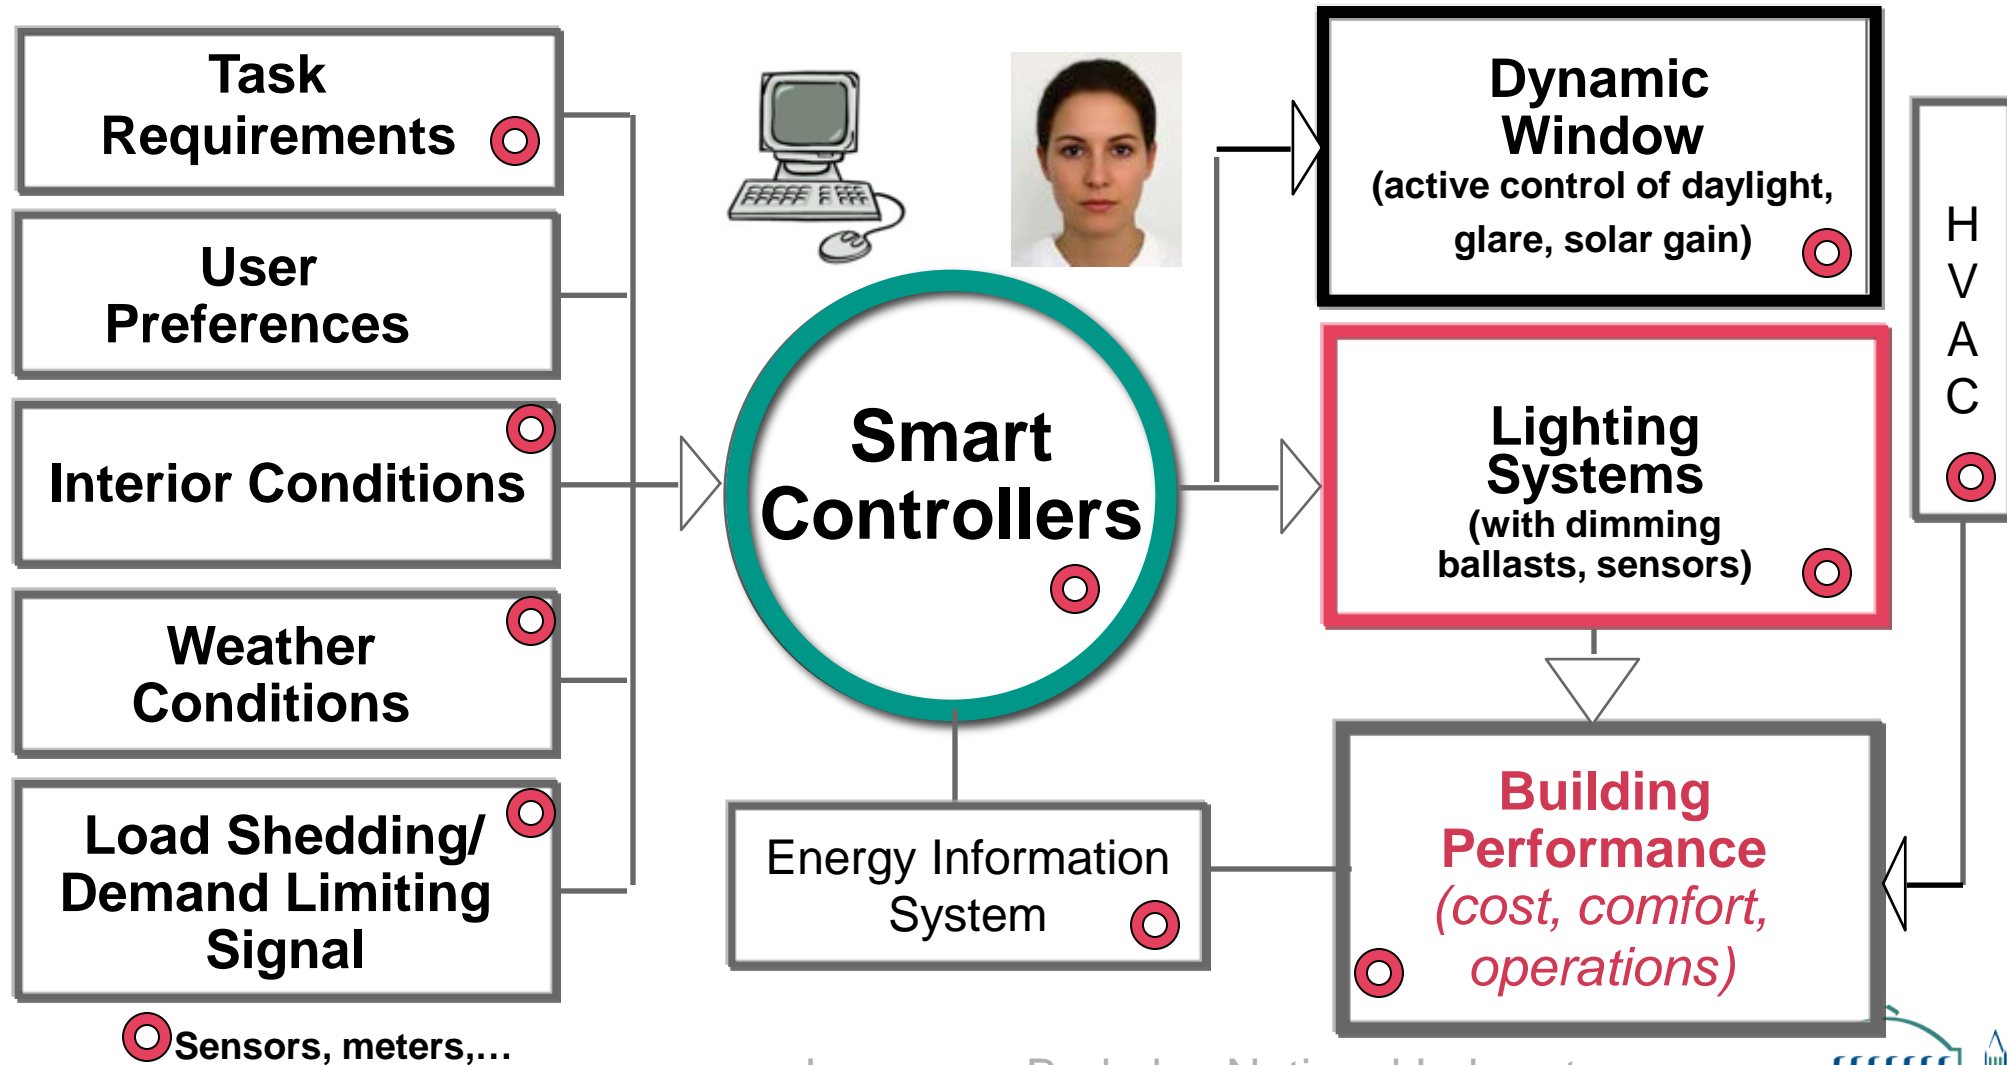 Task
Requirements
User
Preferences
Interior Conditions
Weather
Conditions
Load Shedding/
Demand Limiting
Signal
Sensors, meters,...
Smart
Controllers
Energy Information
System
Dynamic
Window
(active control of daylight,
glare, solar gain)
Lighting
Systems
(with dimming
ballasts, sensors)
Building
Performance
(cost, comfort,
operations)
H
V
A
C